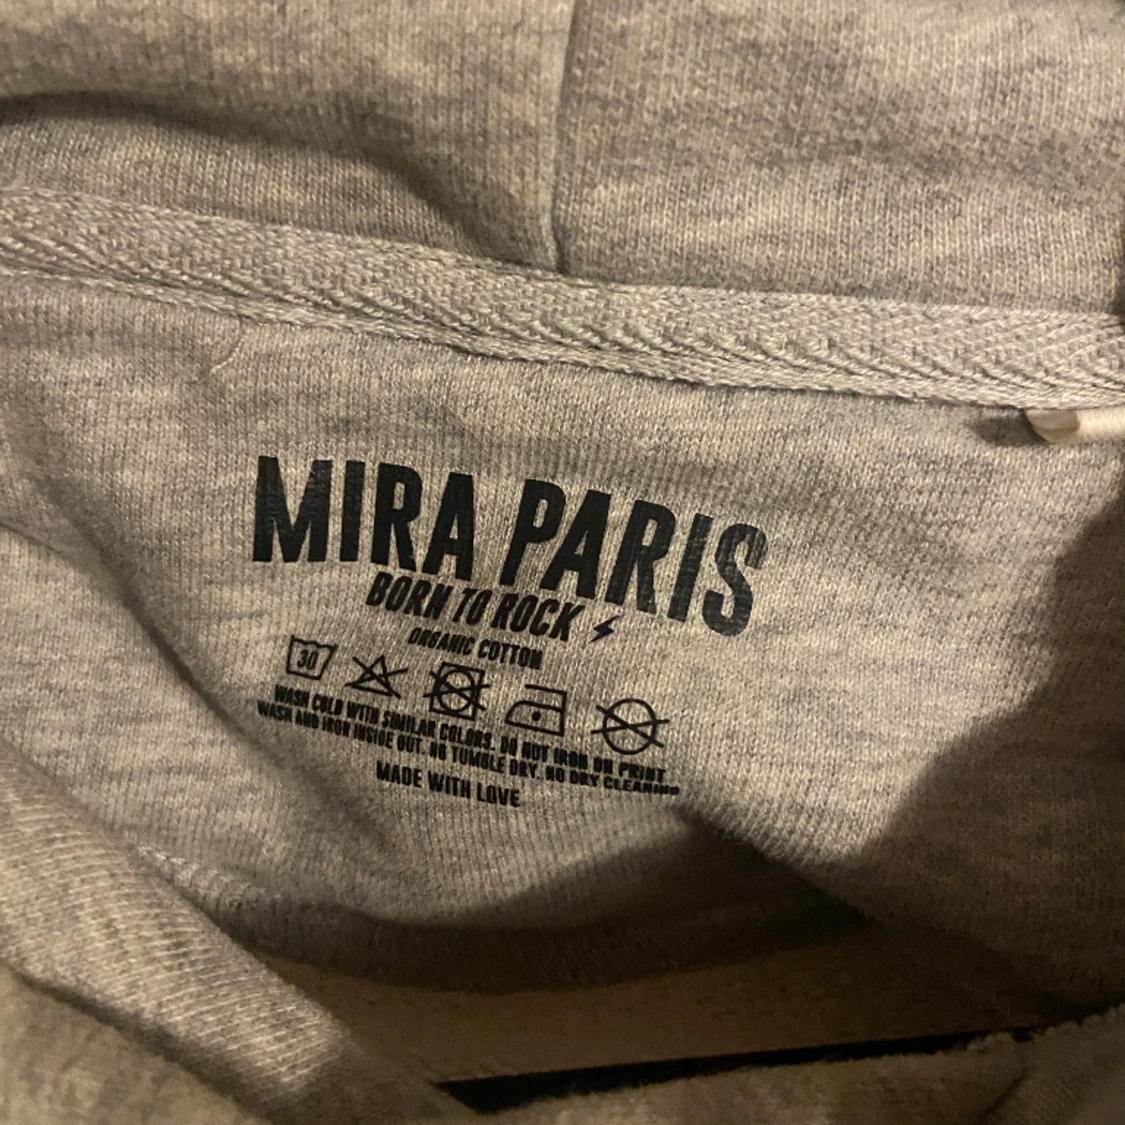 MIRA PARIS
BORN TO ROCK
ORGANIC COTTON
30
WASH COLD WITH SIMILAR COLORS. DO NOT IRON ON PRINT.
WASH AND IRON INSIDE OUT. NO TUMBLE DRY. NO DRY CLEANING
MADE WITH LOVE